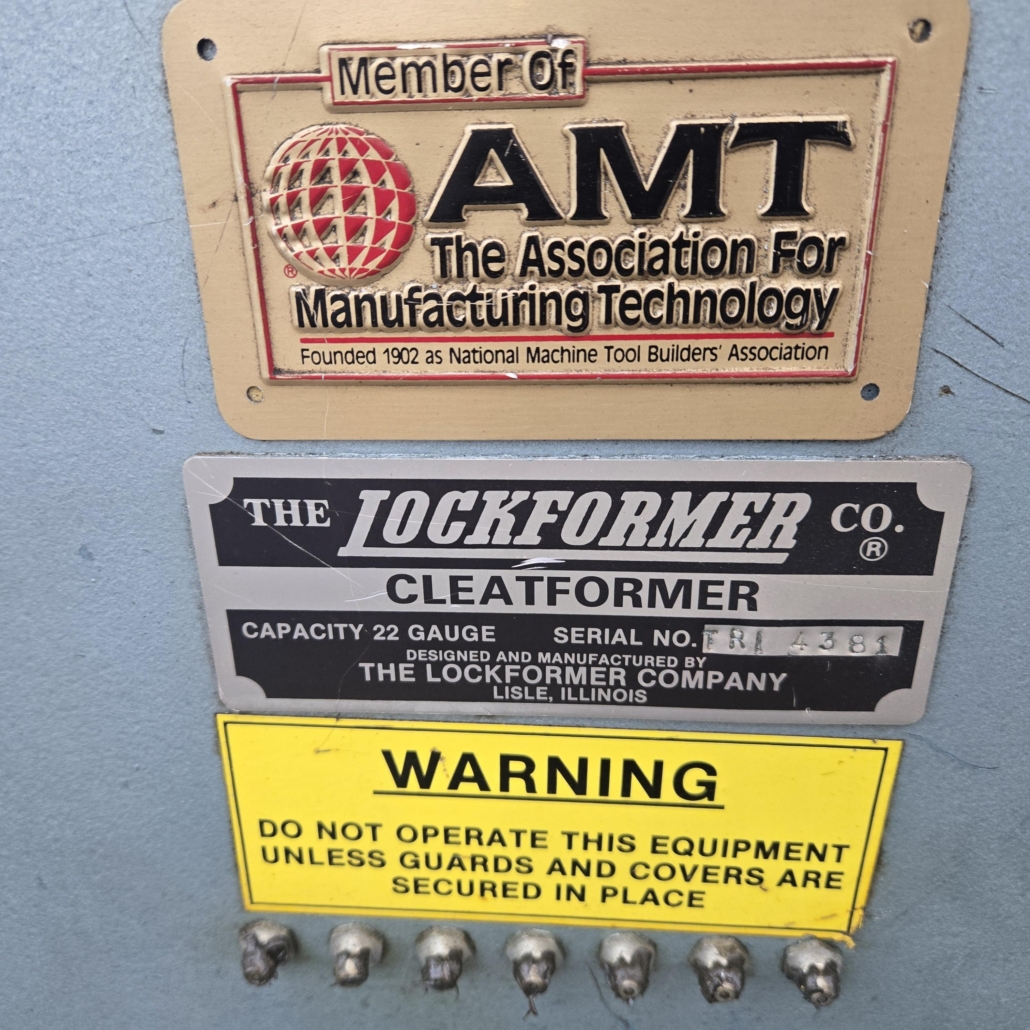 Member Of
AMT
The Association For
Manufacturing Technology
®
Founded 1902 as National Machine Tool Builders' Association
THE LOCKFORMER CO.
®
CLEATFORMER
CAPACITY 22 GAUGE SERIAL NO. TRI 4381
DESIGNED AND MANUFACTURED BY
THE LOCKFORMER COMPANY
LISLE, ILLINOIS
WARNING
DO NOT OPERATE THIS EQUIPMENT
UNLESS GUARDS AND COVERS ARE
SECURED IN PLACE